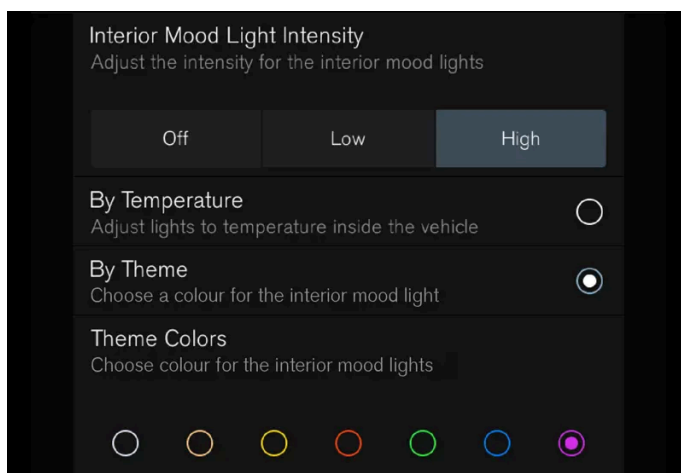 Interior Mood Light Intensity
Adjust the intensity for the interior mood lights
Off Low High
By Temperature
Adjust lights to temperature inside the vehicle
By Theme
Choose a colour for the interior mood light
Theme Colors
Choose colour for the interior mood lights